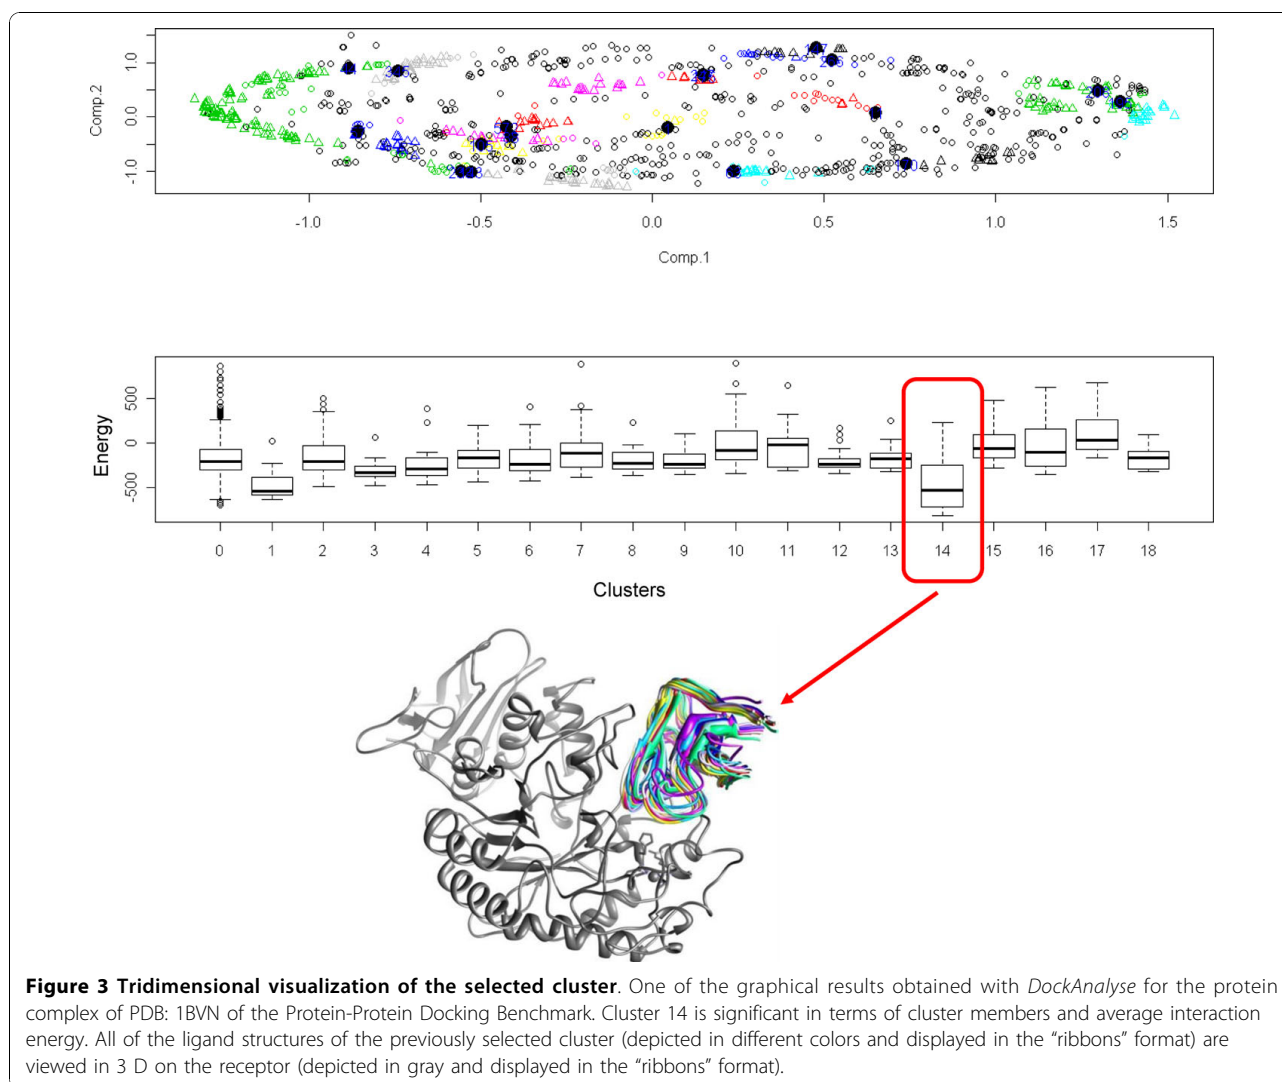 1.0
0.0
-1.0
Comp.2
-1.0 -0.5 0.0 0.5 1.0 1.5
Comp.1
500
0
-500
Energy
0 1 2 3 4 5 6 7 8 9 10 11 12 13 14 15 16 17 18
Clusters
Figure 3 Tridimensional visualization of the selected cluster. One of the graphical results obtained with DockAnalyse for the protein
complex of PDB: 1BVN of the Protein-Protein Docking Benchmark. Cluster 14 is significant in terms of cluster members and average interaction
energy. All of the ligand structures of the previously selected cluster (depicted in different colors and displayed in the “ribbons” format) are
viewed in 3 D on the receptor (depicted in gray and displayed in the “ribbons” format).